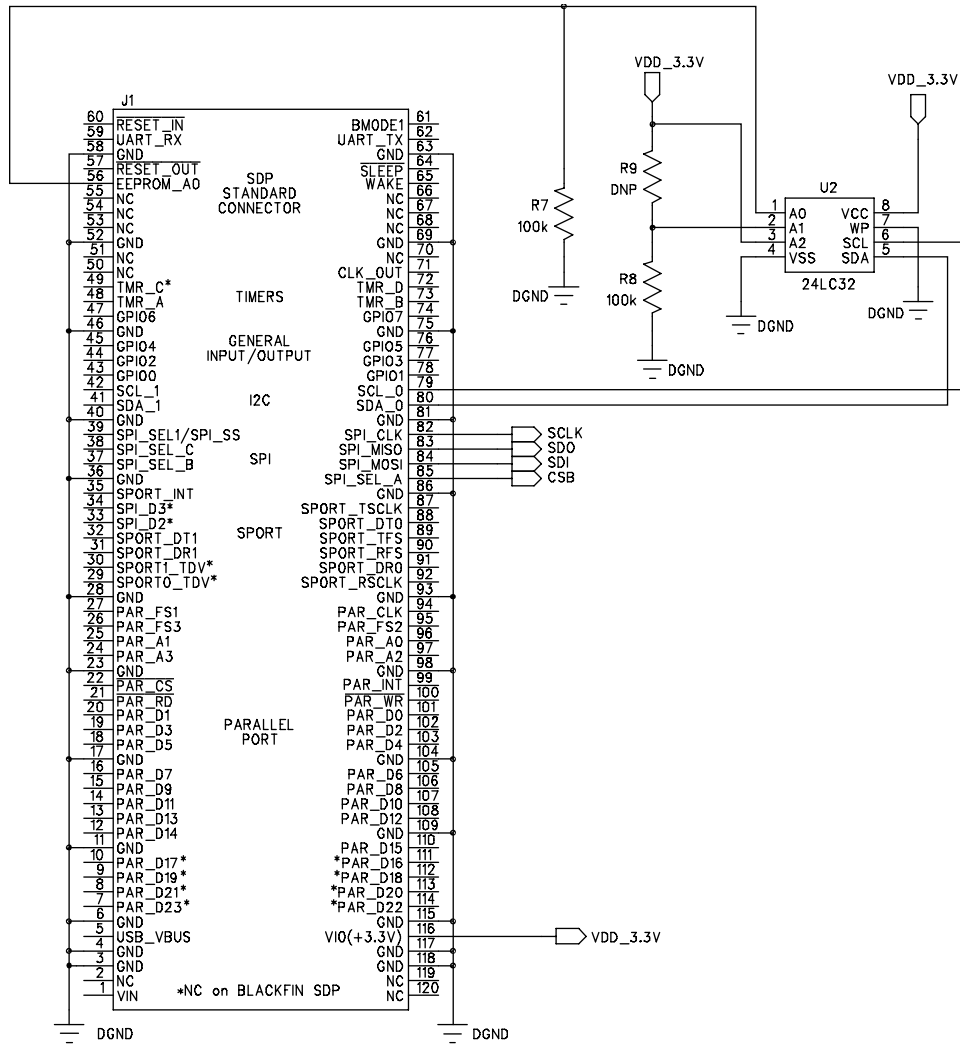 VDD_3.3V
VDD_3.3V
R9
DNP
R7
100k
R8
100k
DGND
DGND
DGND
DGND
U2
1 A0 VCC 8
2 A1 WP 7
3 A2 SCL 6
4 VSS SDA 5
24LC32
J1
60 RESET_IN BMODE1 61
59 UART_RX UART_TX 62
58 GND GND 63
57 RESET_OUT SLEEP 64
56 EEPROM_A0 WAKE 65
55 NC NC 66
54 NC NC 67
53 NC NC 68
52 GND GND 69
51 NC NC 70
50 NC CLK_OUT 71
49 TMR_C* TMR_D 72
48 TMR_A TMR_B 73
47 GPIO6 GPIO7 74
46 GND GND 75
45 GPIO4 GPIO5 76
44 GPIO2 GPIO3 77
43 GPIO0 GPIO1 78
42 SCL_1 SCL_0 79
41 SDA_1 SDA_0 80
40 GND GND 81
39 SPI_SEL1/SPI_SS SPI_CLK 82
38 SPI_SEL_C SPI_MISO 83
37 SPI_SEL_B SPI_MOSI 84
36 GND SPI_SEL_A 85
35 SPORT_INT GND 86
34 SPI_D3* SPORT_TSCLK 87
33 SPI_D2* SPORT_DT0 88
32 SPORT_DT1 SPORT_TFS 89
31 SPORT_DR1 SPORT_RFS 90
30 SPORT1_TDV* SPORT_DR0 91
29 SPORT0_TDV* SPORT_RSCLK 92
28 GND GND 93
27 PAR_FS1 PAR_CLK 94
26 PAR_FS3 PAR_FS2 95
25 PAR_A1 PAR_A0 96
24 PAR_A3 PAR_A2 97
23 GND GND 98
22 PAR_CS PAR_INT 99
21 PAR_RD PAR_WR 100
20 PAR_D1 PAR_D0 101
19 PAR_D3 PAR_D2 102
18 PAR_D5 PAR_D4 103
17 GND GND 104
16 PAR_D7 PAR_D6 105
15 PAR_D9 PAR_D8 106
14 PAR_D11 PAR_D10 107
13 PAR_D13 PAR_D12 108
12 PAR_D14 GND 109
11 GND PAR_D15 110
10 PAR_D17* *PAR_D16 111
9 PAR_D19* *PAR_D18 112
8 PAR_D21* *PAR_D20 113
7 PAR_D23* *PAR_D22 114
6 GND GND 115
5 USB_VBUS VIO(+3.3V) 116
4 GND GND 117
3 GND GND 118
2 NC NC 119
1 VIN NC 120
SDP
STANDARD
CONNECTOR
TIMERS
GENERAL
INPUT/OUTPUT
I2C
SPI
SPORT
PARALLEL
PORT
*NC on BLACKFIN SDP
SCLK
SDO
SDI
CSB
VDD_3.3V
DGND
DGND